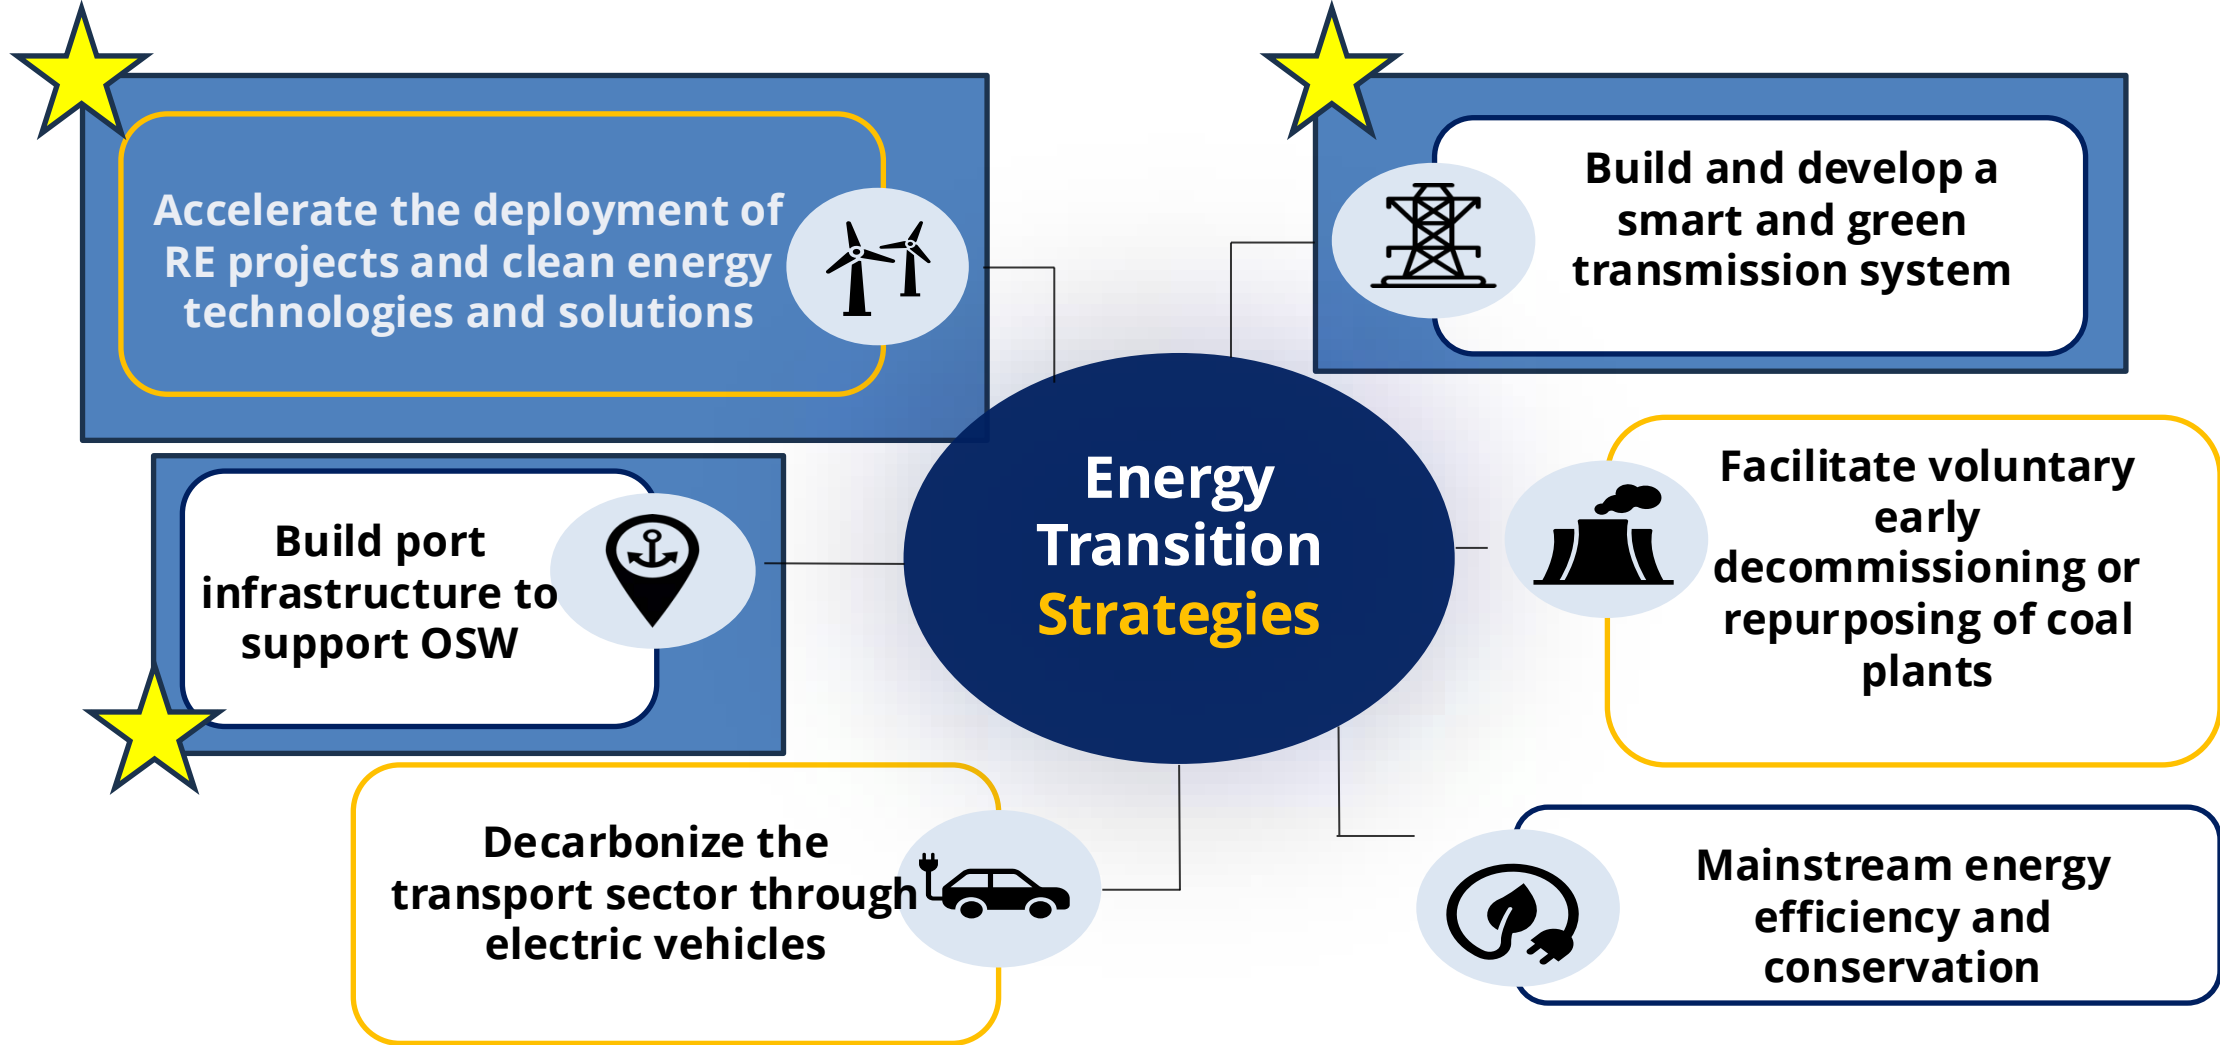 Accelerate the deployment of
RE projects and clean energy
technologies and solutions
Build and develop a
smart and green
transmission system
Energy
Transition
Strategies
Build port
infrastructure to
support OSW
Facilitate voluntary
early
decommissioning or
repurposing of coal
plants
Decarbonize the
transport sector through
electric vehicles
Mainstream energy
efficiency and
conservation